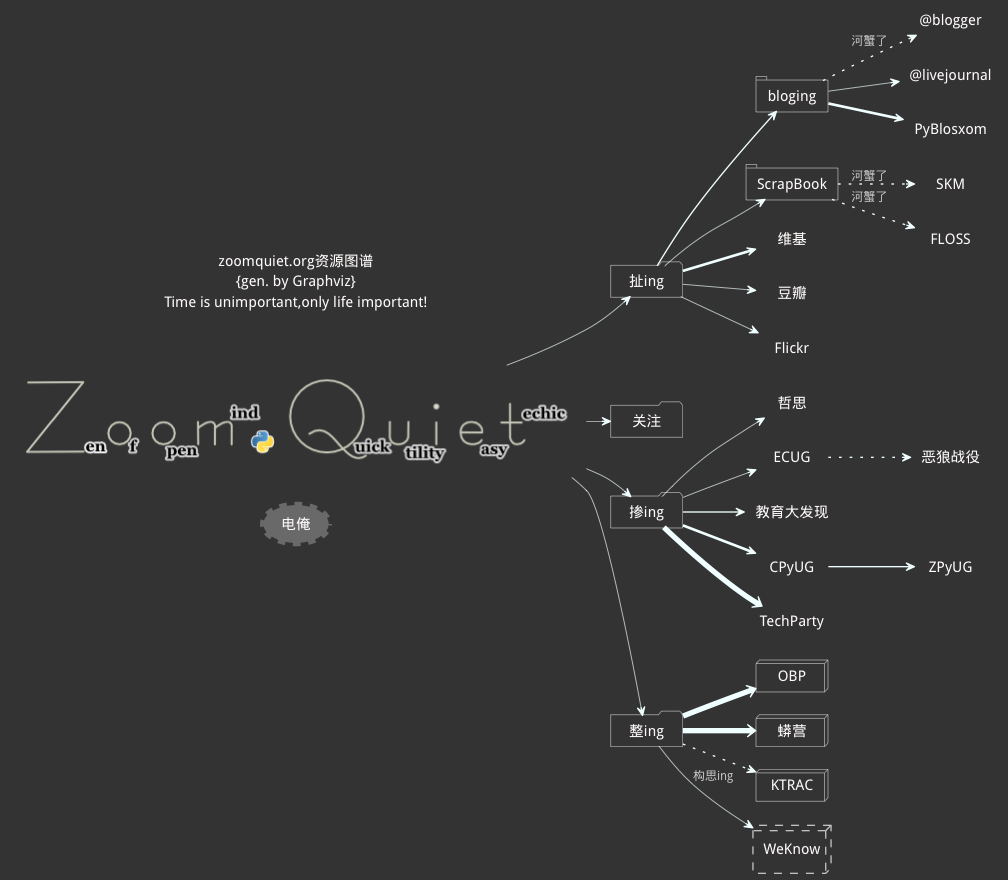 zoomquiet.org资源图谱
{gen. by Graphviz}
Time is unimportant,only life important!
Zoom Quiet
en f pen ind uick tility asy echic
电俺
扯ing
bloging
河蟹了
@blogger
@livejournal
PyBlosxom
ScrapBook
河蟹了
SKM
河蟹了
FLOSS
维基
豆瓣
Flickr
关注
掺ing
哲思
ECUG
恶狼战役
教育大发现
CPyUG
ZPyUG
TechParty
整ing
OBP
蟒营
构思ing
KTRAC
WeKnow